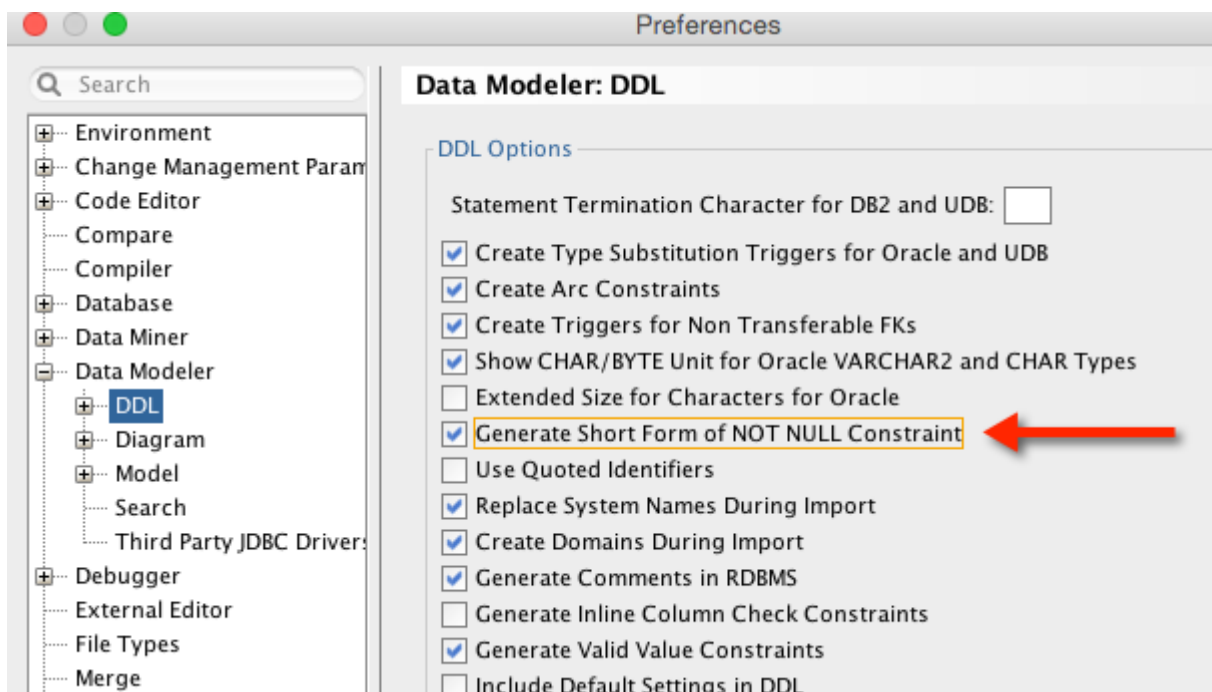 Preferences
Search
Environment
Change Management Param
Code Editor
Compare
Compiler
Database
Data Miner
Data Modeler
DDL
Diagram
Model
Search
Third Party JDBC Drivers
Debugger
External Editor
File Types
Merge
Data Modeler: DDL
DDL Options
Statement Termination Character for DB2 and UDB:
Create Type Substitution Triggers for Oracle and UDB
Create Arc Constraints
Create Triggers for Non Transferable FKs
Show CHAR/BYTE Unit for Oracle VARCHAR2 and CHAR Types
Extended Size for Characters for Oracle
Generate Short Form of NOT NULL Constraint
Use Quoted Identifiers
Replace System Names During Import
Create Domains During Import
Generate Comments in RDBMS
Generate Inline Column Check Constraints
Generate Valid Value Constraints
Include Default Settings in DDL